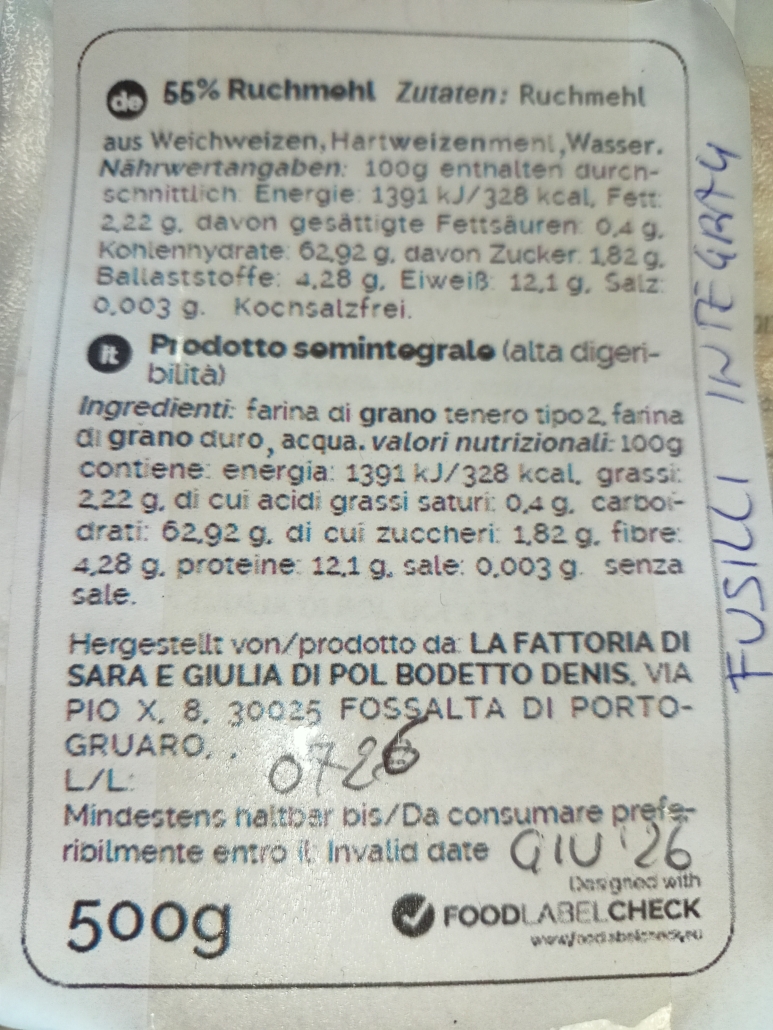 de 55% Ruchmehl Zutaten: Ruchmehl
aus Weichweizen, Hartweizenmehl, Wasser.
Nährwertangaben: 100g enthalten durch-
schnittlich: Energie: 1391 kJ/328 kcal, Fett:
2,22 g, davon gesättigte Fettsäuren: 0,4 g,
Kohlenhydrate: 62,92 g, davon Zucker: 1,82 g,
Ballaststoffe: 4,28 g, Eiweiß: 12,1 g, Salz:
0,003 g. Kochsalzfrei.
it Prodotto semintegrale (alta digeri-
bilità)
Ingredienti: farina di grano tenero tipo 2, farina
di grano duro, acqua. valori nutrizionali: 100g
contiene: energia: 1391 kJ/328 kcal, grassi:
2,22 g, di cui acidi grassi saturi: 0,4 g, carboi-
drati: 62,92 g, di cui zuccheri: 1,82 g, fibre:
4,28 g, proteine: 12,1 g, sale: 0,003 g. senza
sale.
Hergestellt von/prodotto da: LA FATTORIA DI
SARA E GIULIA DI POL BODETTO DENIS, VIA
PIO X, 8, 30025 FOSSALTA DI PORTO-
GRUARO, .
L/L: 0726
Mindestens haltbar bis/Da consumare prefe-
ribilmente entro il: Invalid date GIU '26
500g
Designed with
FOODLABELCHECK
www.foodlabelcheck.eu
FUSILLI INTEGRALI